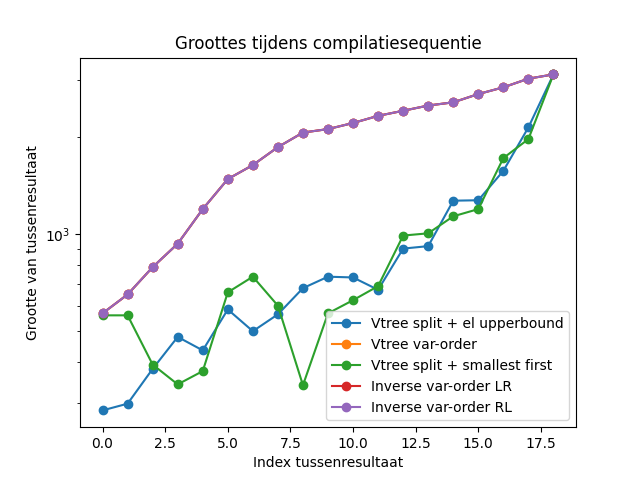 Groottes tijdens compilatiesequentie
Grootte van tussenresultaat
10³
Vtree split + el upperbound
Vtree var-order
Vtree split + smallest first
Inverse var-order LR
Inverse var-order RL
0.0 2.5 5.0 7.5 10.0 12.5 15.0 17.5
Index tussenresultaat